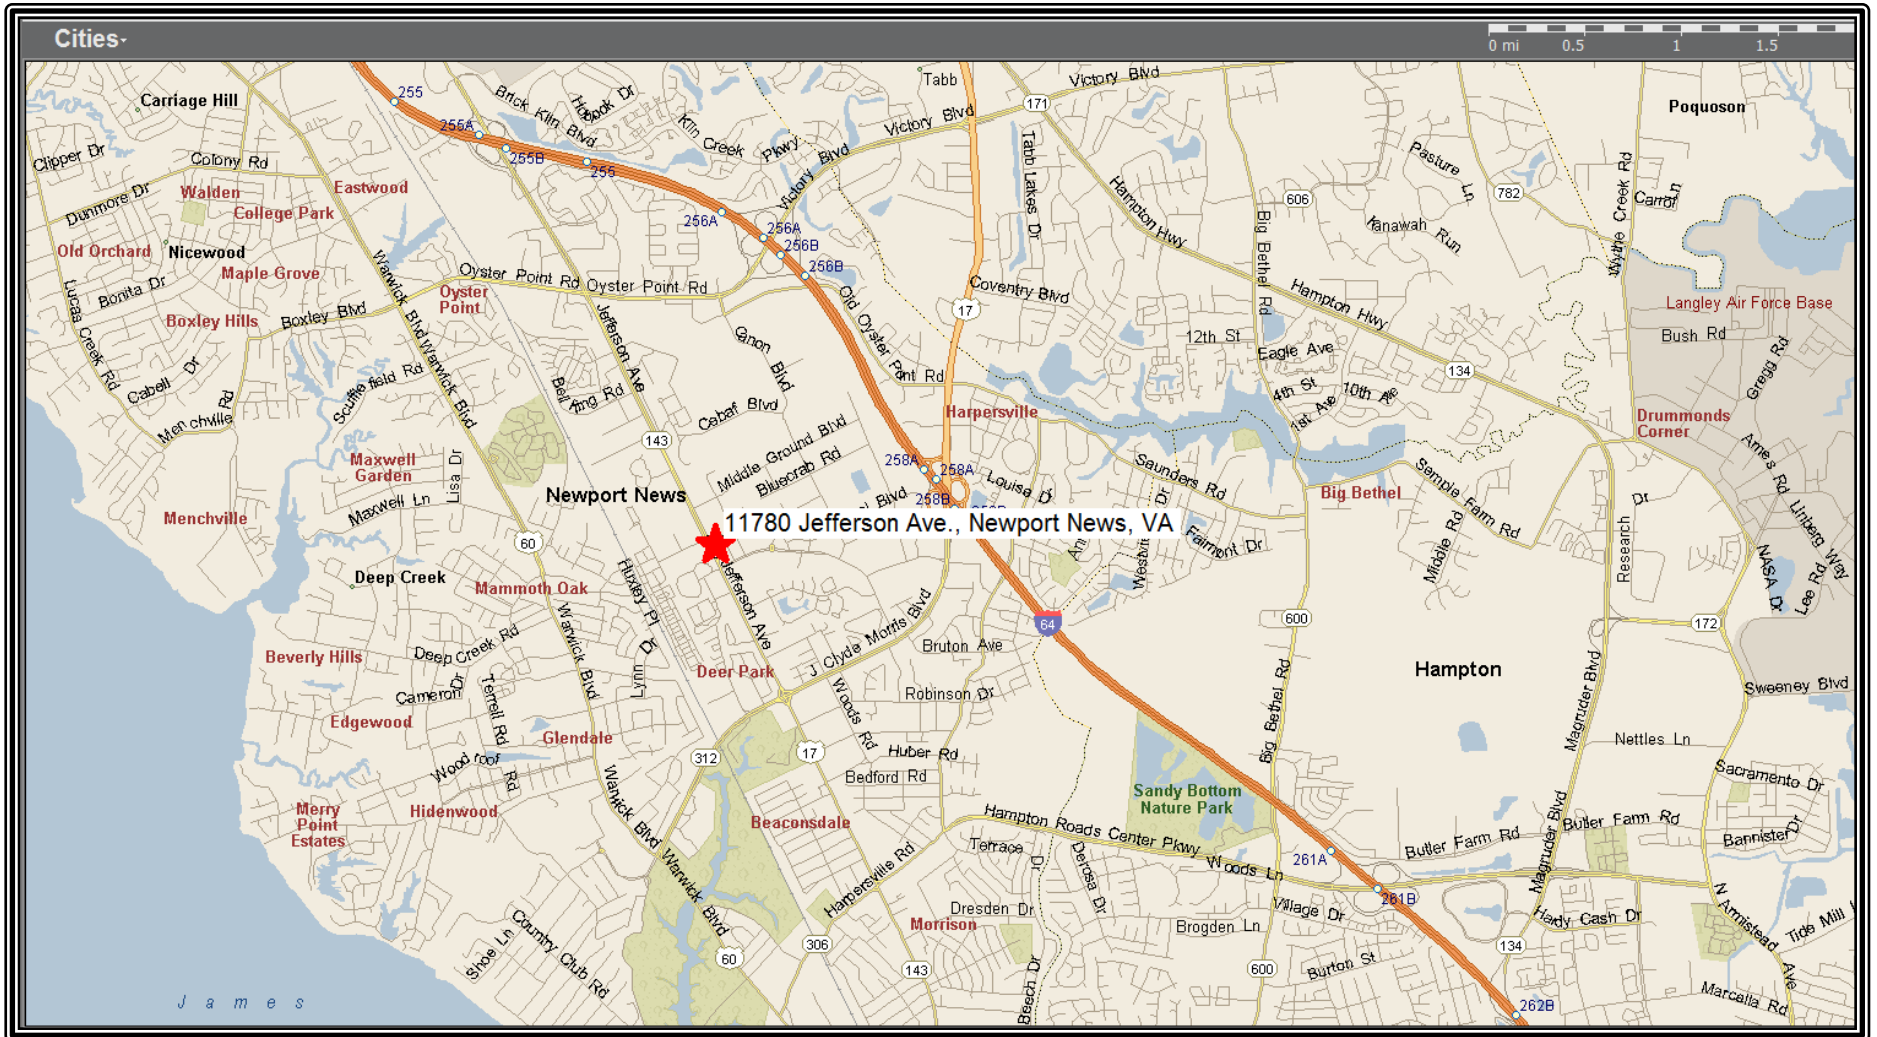 Cities
0 mi 0.5 1 1.5
Tabb
Victory Blvd
171
Carriage Hill
255
Brick Kiln Blvd
Kiln Creek
Pkwy
Victory Blvd
Victory Blvd
Poquoson
255A
255B
255
Clipper Dr
Colony Rd
Walden
Eastwood
College Park
Dunmore Dr
Tabb Lakes Dr
Hampton Hwy
Pasture Ln
782
606
Kanawah Run
Wythe Creek Rd
256A
256A
256B
256B
Old Orchard
Nicewood
Maple Grove
Bonita Dr
Boxley Hills
Boxley Blvd
Lucas Creek Rd
Oyster Point Rd
Oyster Point Rd
Oyster
Point
Warwick Blvd
Warwick Blvd
Jefferson Ave
Coventry Blvd
17
Big Bethel Rd
Hampton Hwy
Langley Air Force Base
Bush Rd
Gregg Rd
12th St
Eagle Ave
134
4th St
10th Ave
1st Ave
Cabell Dr
Menchville Rd
Bell King Rd
Canon Blvd
Old Oyster Point Rd
Harpersville
143
Middle Ground Blvd
Bluecrab Rd
Drummonds
Corner
Maxwell
Garden
Maxwell Ln
Lisa Dr
Menchville
Newport News
258A
258A
258B
Louise Dr
Saunders Rd
Big Bethel
Semple Farm Rd
Middle Rd
Research Dr
Ames Rd
60
11780 Jefferson Ave., Newport News, VA
Fairmont Dr
NASA Dr
Lee Rd
Deep Creek
Mammoth Oak
Huxley Pl
Jefferson Ave
Warwick Blvd
J Clyde Morris Blvd
64
600
172
Bruton Ave
Beverly Hills
Deep Creek Rd
Cameron Dr
Terrell Rd
Lynn Dr
Deer Park
Robinson Dr
Hampton
Sweeney Blvd
Edgewood
Glendale
Woods Rd
Huber Rd
Bedford Rd
Big Bethel Rd
Magruder Blvd
Nettles Ln
Sacramento Dr
312
17
Woodroof Rd
Warwick Blvd
Sandy Bottom
Nature Park
Merry
Point
Estates
Hidenwood
Beaconsdale
Hampton Roads Center Pkwy
Terrace Dr
Derosa Dr
Woods Ln
261A
Butler Farm Rd
Butler Farm Rd
Bannister Dr
Magruder Blvd
261B
Harpersville Rd
Warwick Blvd
Dresden Dr
Morrison
Village Dr
Brogden Ln
Hardy Cash Dr
N Armistead Ave
Shoe Ln
Country Club Rd
306
60
143
Beech Dr
600
Burton St
134
Marcella Rd
262B
James